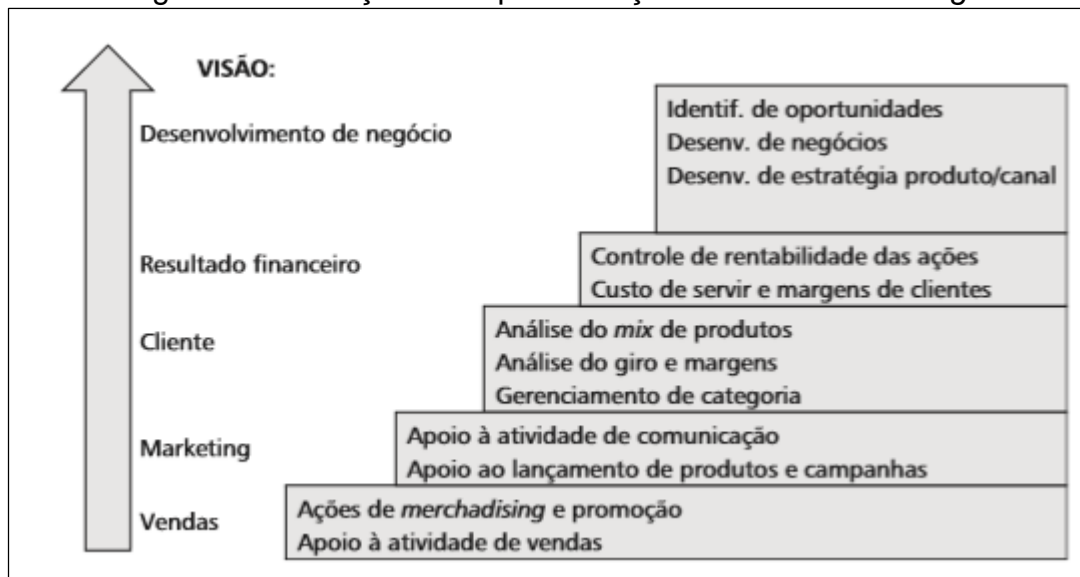 VISÃO:
Desenvolvimento de negócio
Identif. de oportunidades
Desenv. de negócios
Desenv. de estratégia produto/canal
Resultado financeiro
Controle de rentabilidade das ações
Custo de servir e margens de clientes
Cliente
Análise do mix de produtos
Análise do giro e margens
Gerenciamento de categoria
Marketing
Apoio à atividade de comunicação
Apoio ao lançamento de produtos e campanhas
Vendas
Ações de merchadising e promoção
Apoio à atividade de vendas